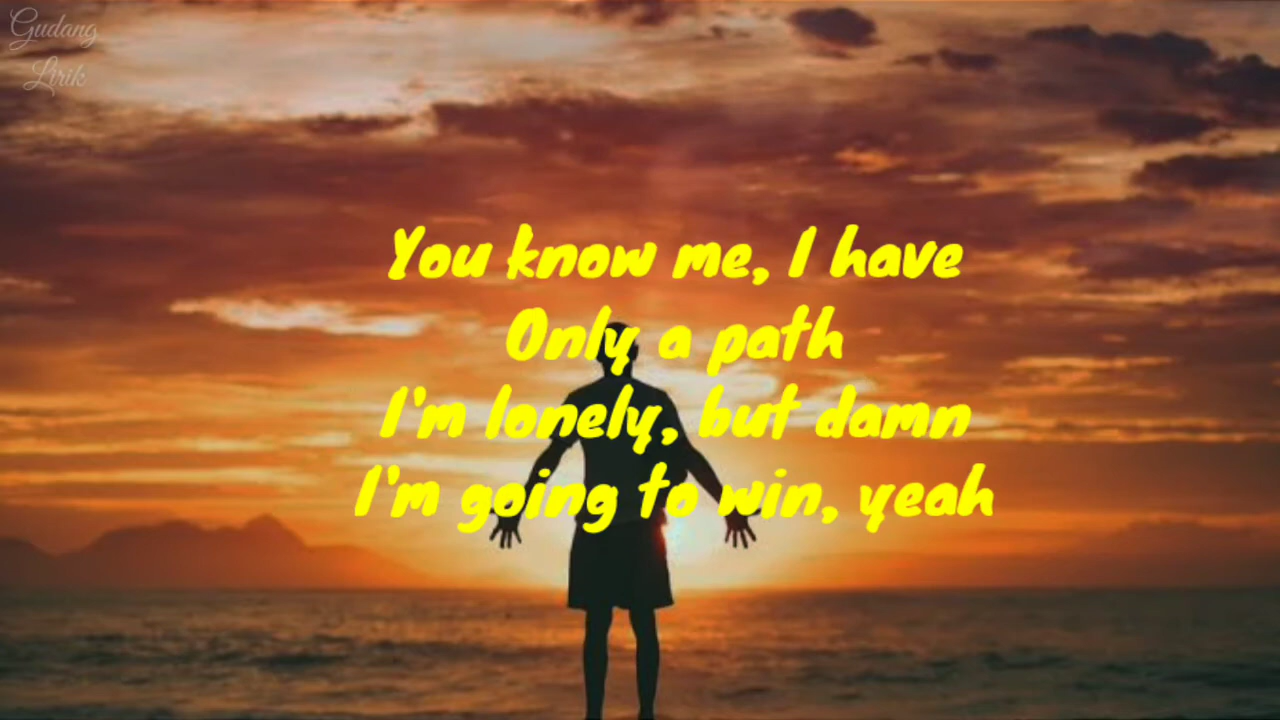 Gudang
Lirik
You know me, I have
Only a path
I'm lonely, but damn
I'm going to win, yeah